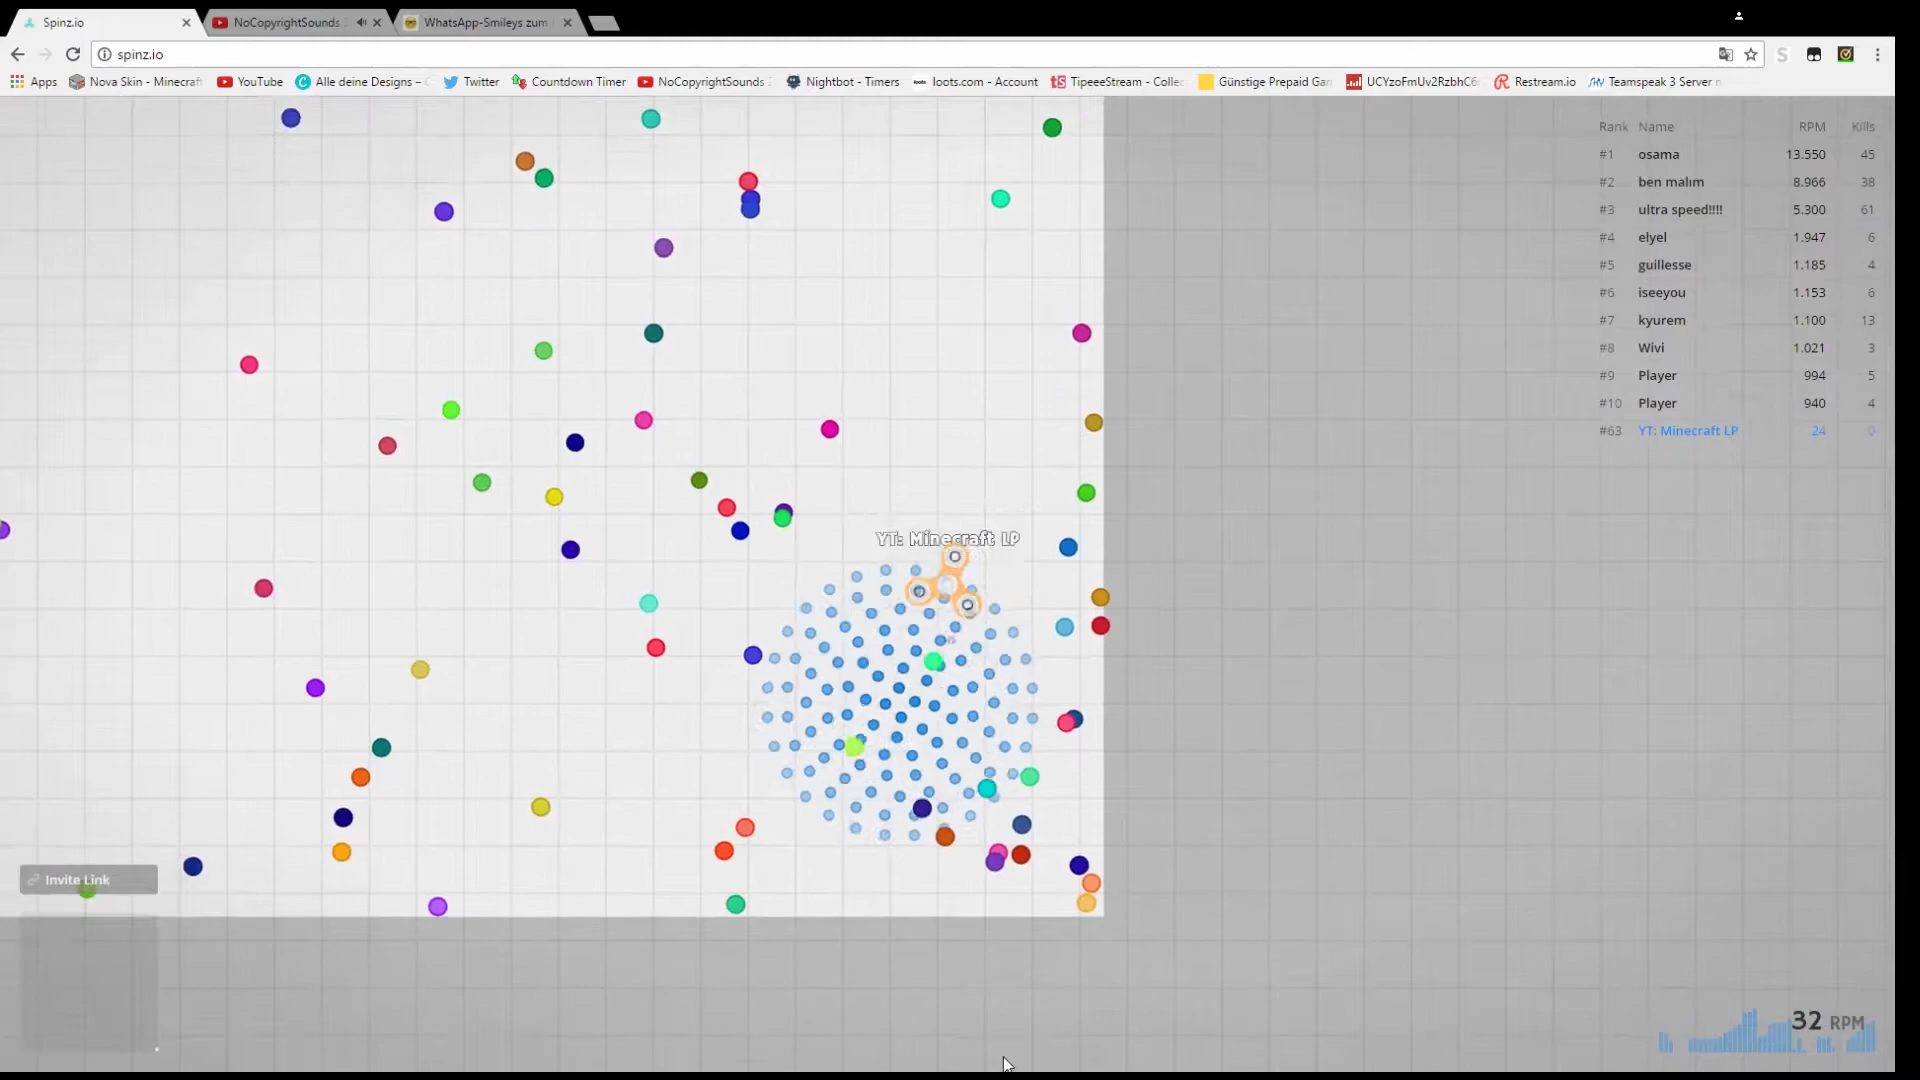 Spinz.io
NoCopyrightSounds
WhatsApp-Smileys zum
spinz.io
Apps
Nova Skin - Minecraft
YouTube
Alle deine Designs –
Twitter
Countdown Timer
NoCopyrightSounds
Nightbot - Timers
loots loots.com - Account
TipeeeStream - Collec
Günstige Prepaid Gan
UCYzoFmUv2RzbhC6
Restream.io
Teamspeak 3 Server
Rank Name RPM Kills
#1 osama 13.550 45
#2 ben malım 8.966 38
#3 ultra speed!!!! 5.300 61
#4 elyel 1.947 6
#5 guillesse 1.185 4
#6 iseeyou 1.153 6
#7 kyurem 1.100 13
#8 Wivi 1.021 3
#9 Player 994 5
#10 Player 940 4
#63 YT: Minecraft LP 24 0
YT: Minecraft LP
Invite Link
32 RPM